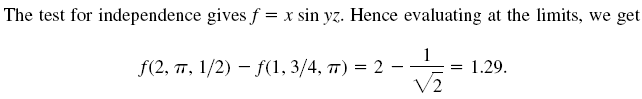 The test for independence gives f = x sin yz. Hence evaluating at the limits, we get
f(2, π, 1/2) − f(1, 3/4, π) = 2 − 1/√2 = 1.29.